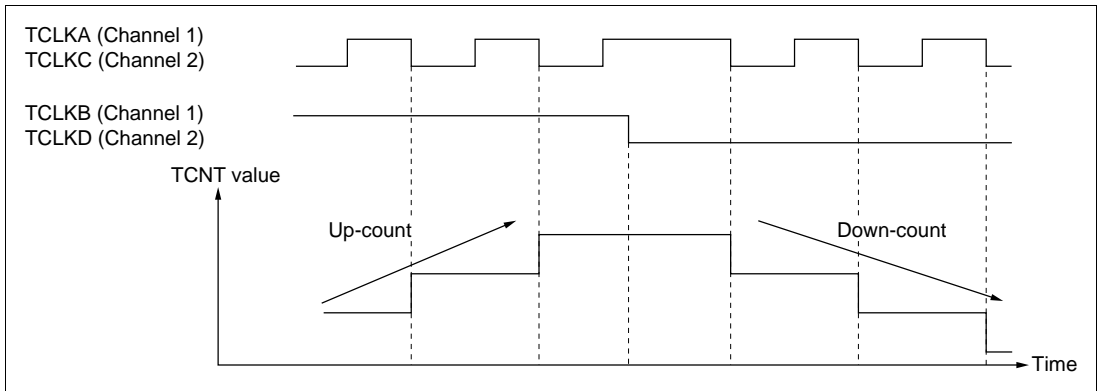 TCLKA (Channel 1)
TCLKC (Channel 2)
TCLKB (Channel 1)
TCLKD (Channel 2)
TCNT value
Up-count
Down-count
Time